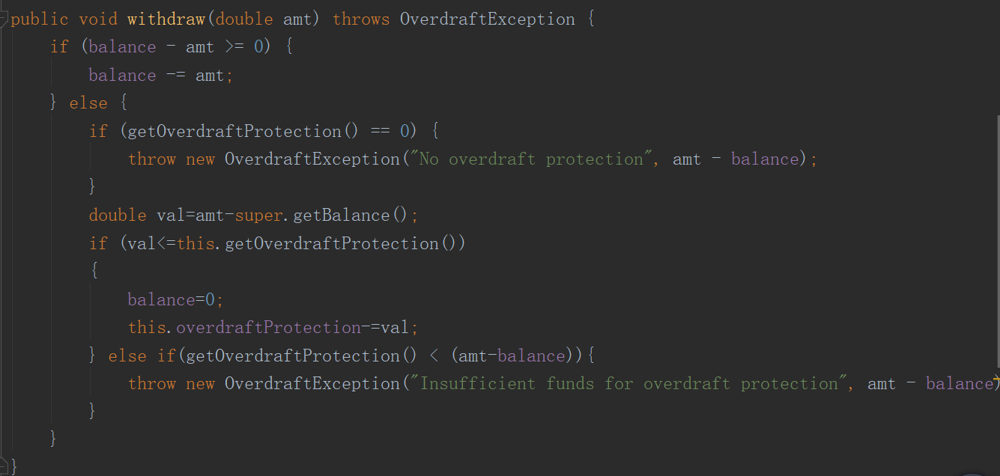 public void withdraw(double amt) throws OverdraftException {
if (balance - amt >= 0) {
balance -= amt;
} else {
if (getOverdraftProtection() == 0) {
throw new OverdraftException("No overdraft protection", amt - balance);
}
double val=amt-super.getBalance();
if (val<=this.getOverdraftProtection())
{
balance=0;
this.overdraftProtection-=val;
} else if(getOverdraftProtection() < (amt-balance)){
throw new OverdraftException("Insufficient funds for overdraft protection", amt - balance)
}
}
}